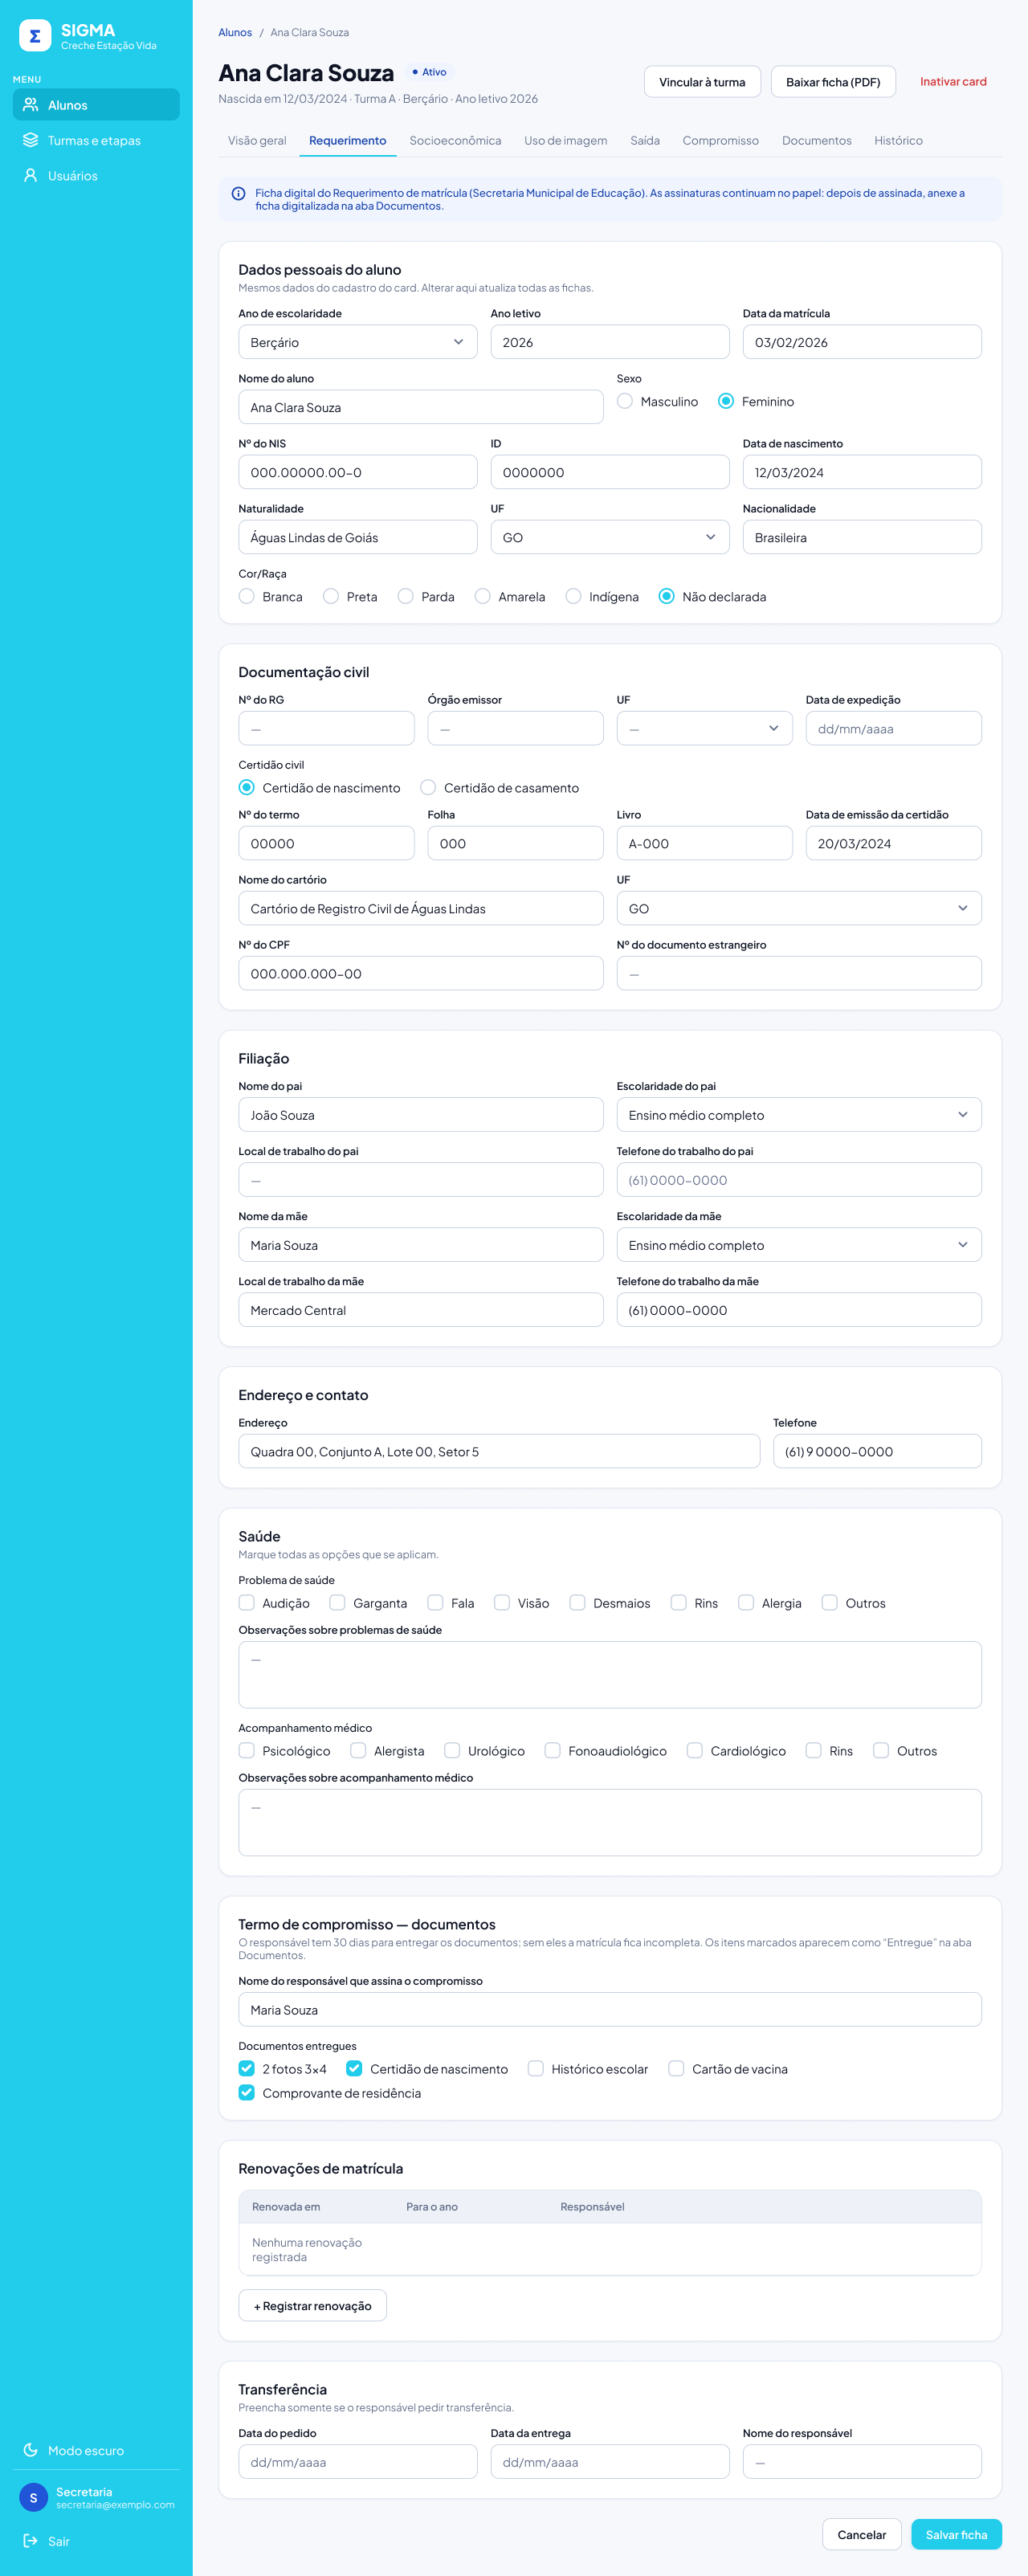 Σ
SIGMA
Creche Estação Vida
MENU
Alunos
Turmas e etapas
Usuários
Alunos / Ana Clara Souza
Ana Clara Souza
Ativo
Nascida em 12/03/2024 · Turma A · Berçário · Ano letivo 2026
Vincular à turma
Baixar ficha (PDF)
Inativar card
Visão geral
Requerimento
Socioeconômica
Uso de imagem
Saída
Compromisso
Documentos
Histórico
Ficha digital do Requerimento de matrícula (Secretaria Municipal de Educação). As assinaturas continuam no papel: depois de assinada, anexe a
ficha digitalizada na aba Documentos.
Dados pessoais do aluno
Mesmos dados do cadastro do card. Alterar aqui atualiza todas as fichas.
Ano de escolaridade
Ano letivo
Data da matrícula
Berçário
2026
03/02/2026
Nome do aluno
Sexo
Ana Clara Souza
Masculino
Feminino
Nº do NIS
ID
Data de nascimento
000.00000.00-0
0000000
12/03/2024
Naturalidade
UF
Nacionalidade
Águas Lindas de Goiás
GO
Brasileira
Cor/Raça
Branca
Preta
Parda
Amarela
Indígena
Não declarada
Documentação civil
Nº do RG
Órgão emissor
UF
Data de expedição
—
—
—
dd/mm/aaaa
Certidão civil
Certidão de nascimento
Certidão de casamento
Nº do termo
Folha
Livro
Data de emissão da certidão
00000
000
A-000
20/03/2024
Nome do cartório
UF
Cartório de Registro Civil de Águas Lindas
GO
Nº do CPF
Nº do documento estrangeiro
000.000.000-00
—
Filiação
Nome do pai
Escolaridade do pai
João Souza
Ensino médio completo
Local de trabalho do pai
Telefone do trabalho do pai
—
(61) 0000-0000
Nome da mãe
Escolaridade da mãe
Maria Souza
Ensino médio completo
Local de trabalho da mãe
Telefone do trabalho da mãe
Mercado Central
(61) 0000-0000
Endereço e contato
Endereço
Telefone
Quadra 00, Conjunto A, Lote 00, Setor 5
(61) 9 0000-0000
Saúde
Marque todas as opções que se aplicam.
Problema de saúde
Audição
Garganta
Fala
Visão
Desmaios
Rins
Alergia
Outros
Observações sobre problemas de saúde
—
Acompanhamento médico
Psicológico
Alergista
Urológico
Fonoaudiológico
Cardiológico
Rins
Outros
Observações sobre acompanhamento médico
—
Termo de compromisso — documentos
O responsável tem 30 dias para entregar os documentos; sem eles a matrícula fica incompleta. Os itens marcados aparecem como “Entregue” na aba
Documentos.
Nome do responsável que assina o compromisso
Maria Souza
Documentos entregues
2 fotos 3×4
Certidão de nascimento
Histórico escolar
Cartão de vacina
Comprovante de residência
Renovações de matrícula
Renovada em
Para o ano
Responsável
Nenhuma renovação
registrada
+ Registrar renovação
Transferência
Preencha somente se o responsável pedir transferência.
Data do pedido
Data da entrega
Nome do responsável
dd/mm/aaaa
dd/mm/aaaa
—
Modo escuro
S
Secretaria
secretaria@exemplo.com
Sair
Cancelar
Salvar ficha